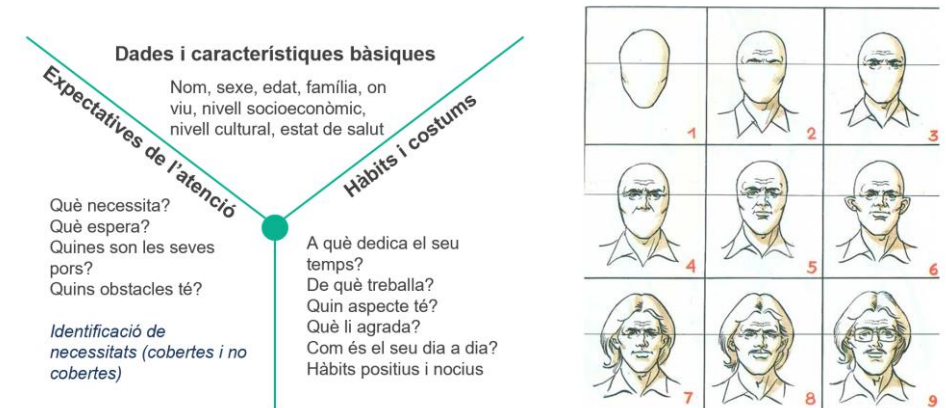 Dades i característiques bàsiques
Nom, sexe, edat, família, on
viu, nivell socioeconòmic,
nivell cultural, estat de salut
Expectatives de l'atenció
Hàbits i costums
Què necessita?
Què espera?
Quines son les seves
pors?
Quins obstacles té?
Identificació de
necessitats (cobertes i no
cobertes)
A què dedica el seu
temps?
De què treballa?
Quin aspecte té?
Què li agrada?
Com és el seu dia a dia?
Hàbits positius i nocius
1
2
3
4
5
6
7
8
9